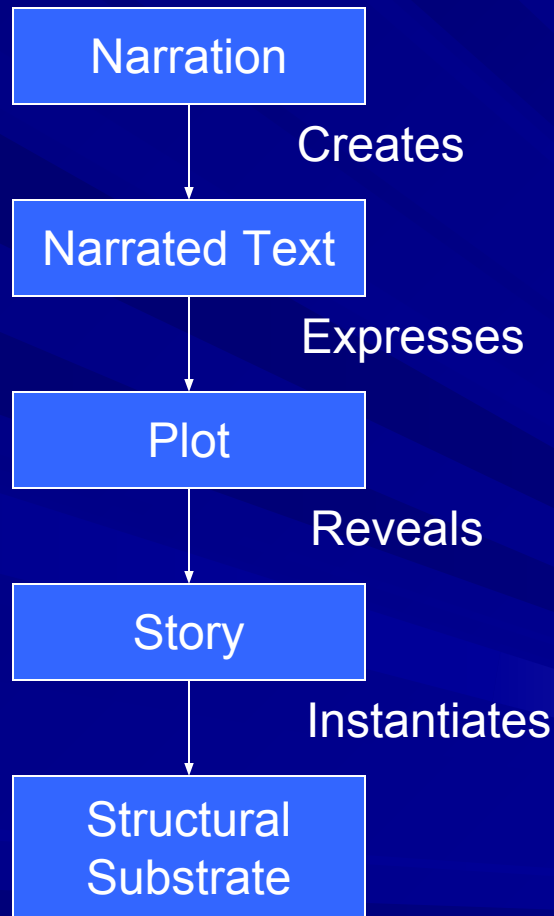 Narration
Creates
Narrated Text
Expresses
Plot
Reveals
Story
Instantiates
Structural
Substrate